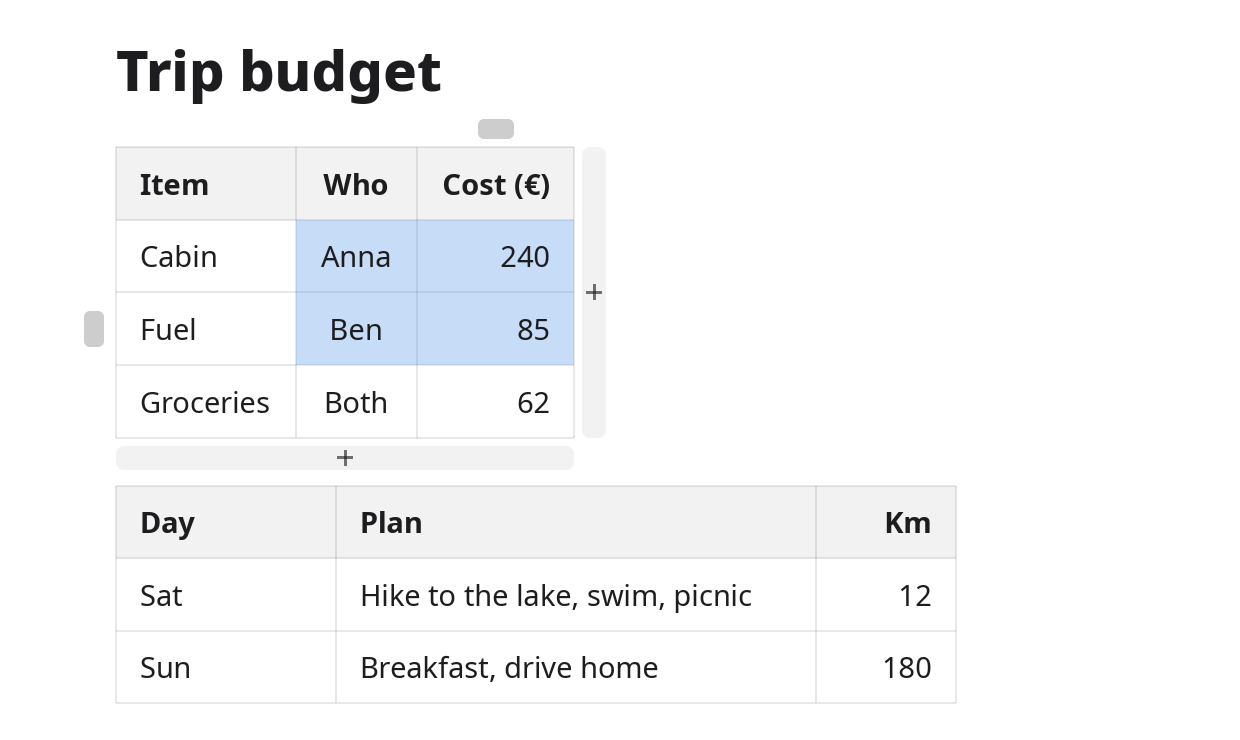 Trip budget
Item Who Cost (€)
Cabin Anna 240
Fuel Ben 85
Groceries Both 62
Day Plan Km
Sat Hike to the lake, swim, picnic 12
Sun Breakfast, drive home 180